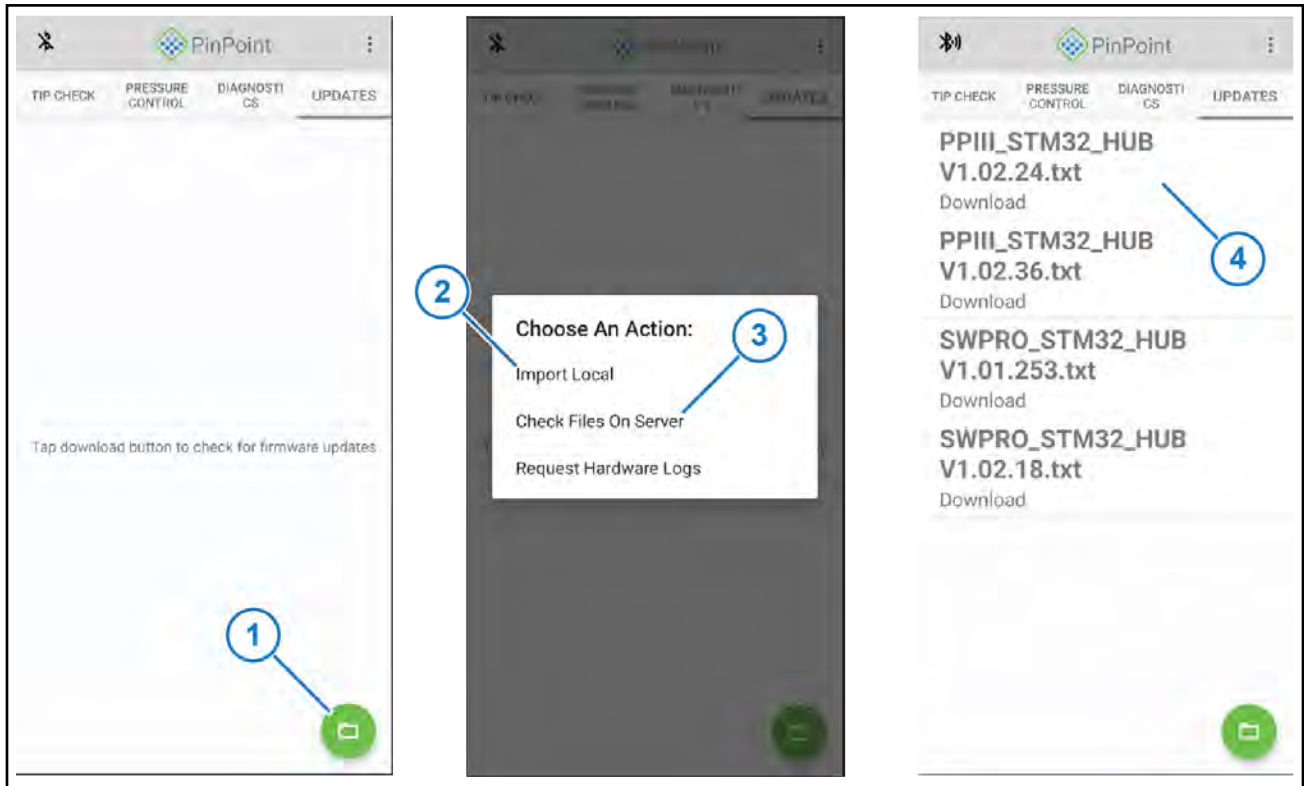 PinPoint
TIP CHECK
PRESSURE
CONTROL
DIAGNOSTI
CS
UPDATES
Tap download button to check for firmware updates
1
2
Choose An Action:
3
Import Local
Check Files On Server
Request Hardware Logs
PinPoint
TIP CHECK
PRESSURE
CONTROL
DIAGNOSTI
CS
UPDATES
PPIII_STM32_HUB
V1.02.24.txt
Download
PPIII_STM32_HUB
V1.02.36.txt
Download
4
SWPRO_STM32_HUB
V1.01.253.txt
Download
SWPRO_STM32_HUB
V1.02.18.txt
Download